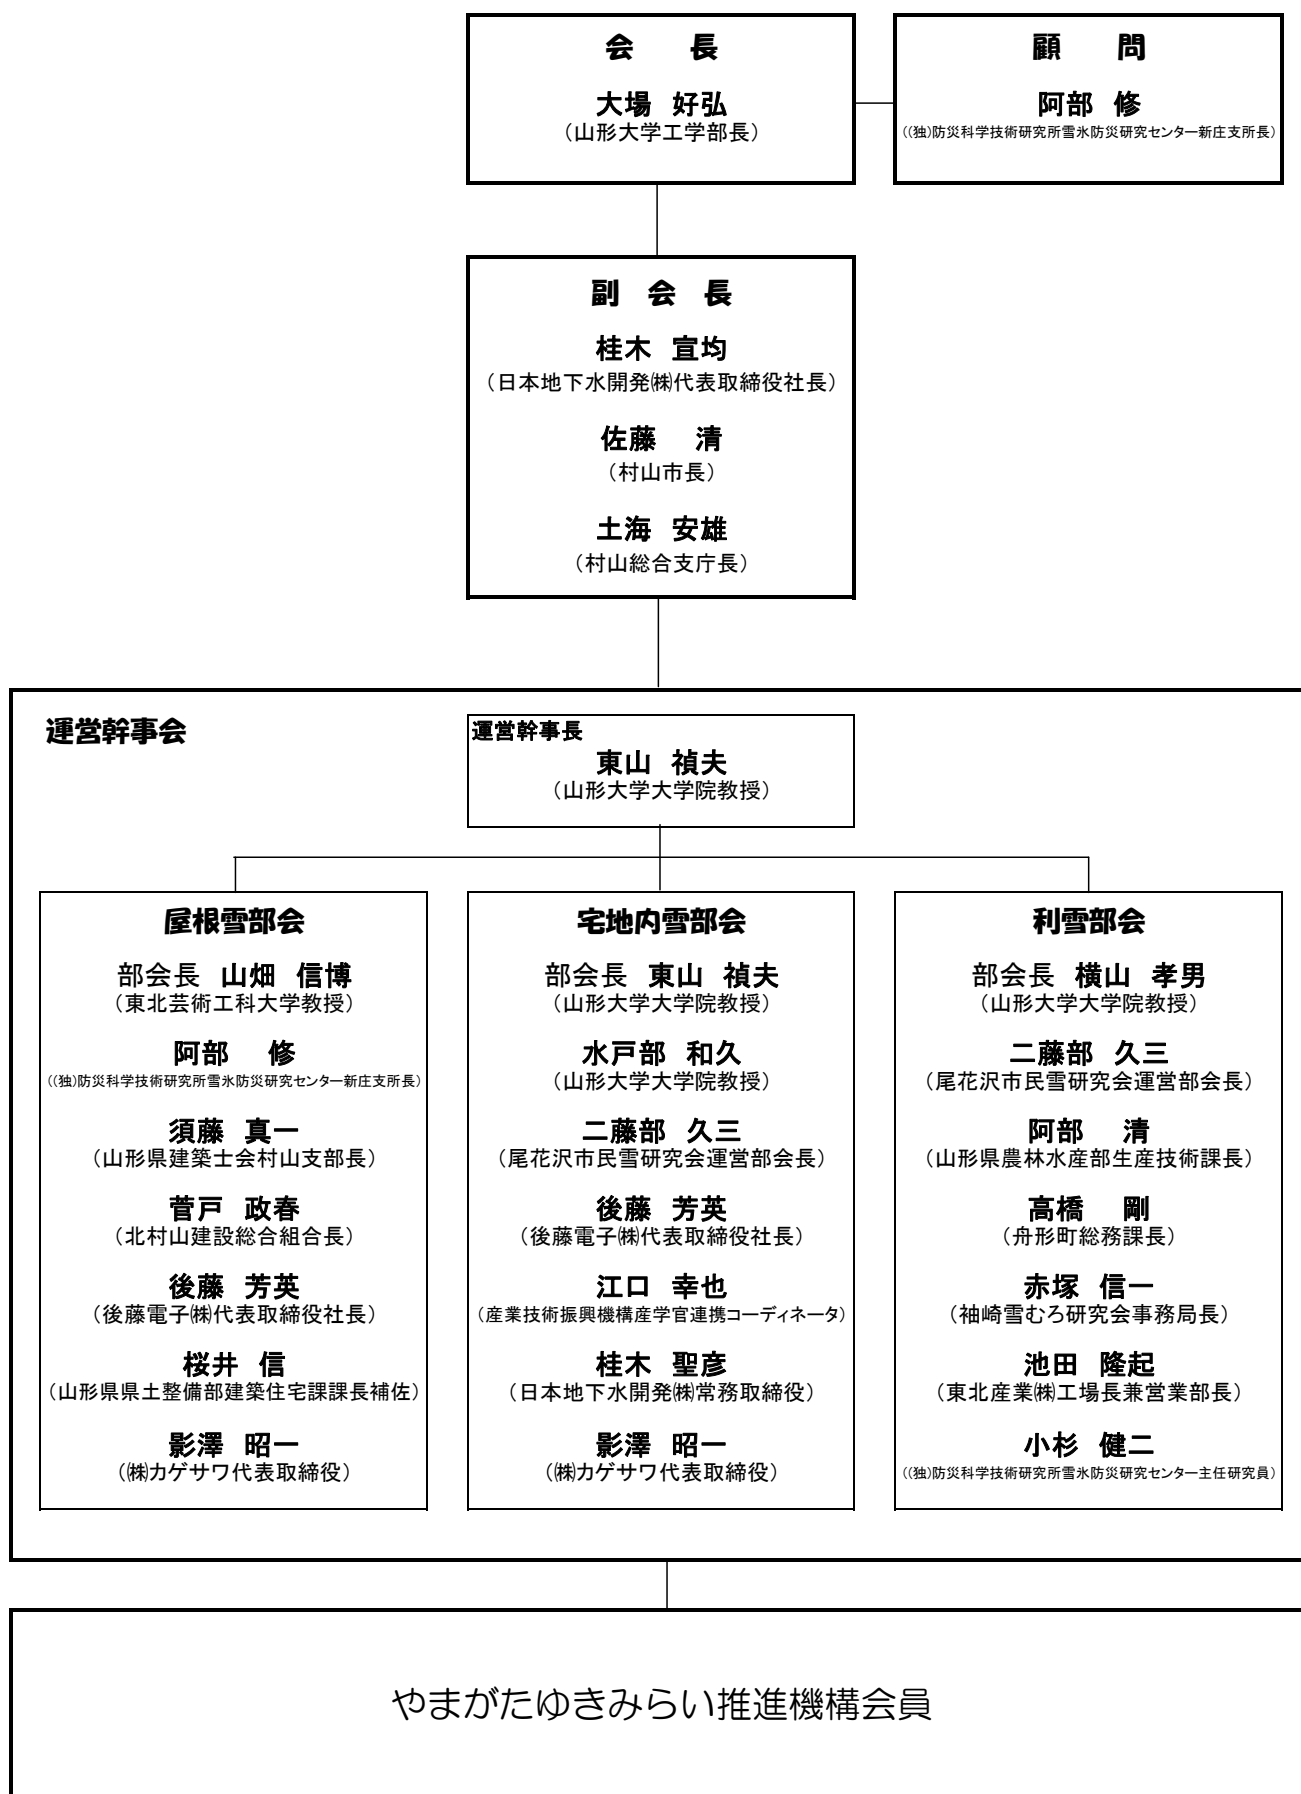 会　長
大場 好弘
（山形大学工学部長）
顧　問
阿部 修
（(独)防災科学技術研究所雪氷防災研究センター新庄支所長）
副 会 長
桂木 宣均
（日本地下水開発㈱代表取締役社長）
佐藤　清
（村山市長）
土海 安雄
（村山総合支庁長）
運営幹事会
運営幹事長
東山 禎夫
（山形大学大学院教授）
屋根雪部会
部会長 山畑 信博
（東北芸術工科大学教授）
阿部　修
（(独)防災科学技術研究所雪氷防災研究センター新庄支所長）
須藤 真一
（山形県建築士会村山支部長）
菅戸 政春
（北村山建設総合組合長）
後藤 芳英
（後藤電子㈱代表取締役社長）
桜井 信
（山形県県土整備部建築住宅課課長補佐）
影澤 昭一
（㈱カゲサワ代表取締役）
宅地内雪部会
部会長 東山 禎夫
（山形大学大学院教授）
水戸部 和久
（山形大学大学院教授）
二藤部 久三
（尾花沢市民雪研究会運営部会長）
後藤 芳英
（後藤電子㈱代表取締役社長）
江口 幸也
（産業技術振興機構産学官連携コーディネータ）
桂木 聖彦
（日本地下水開発㈱常務取締役）
影澤 昭一
（㈱カゲサワ代表取締役）
利雪部会
部会長 横山 孝男
（山形大学大学院教授）
二藤部 久三
（尾花沢市民雪研究会運営部会長）
阿部　清
（山形県農林水産部生産技術課長）
高橋　剛
（舟形町総務課長）
赤塚 信一
（袖崎雪むろ研究会事務局長）
池田 隆起
（東北産業㈱工場長兼営業部長）
小杉 健二
（(独)防災科学技術研究所雪氷防災研究センター主任研究員）
やまがたゆきみらい推進機構会員